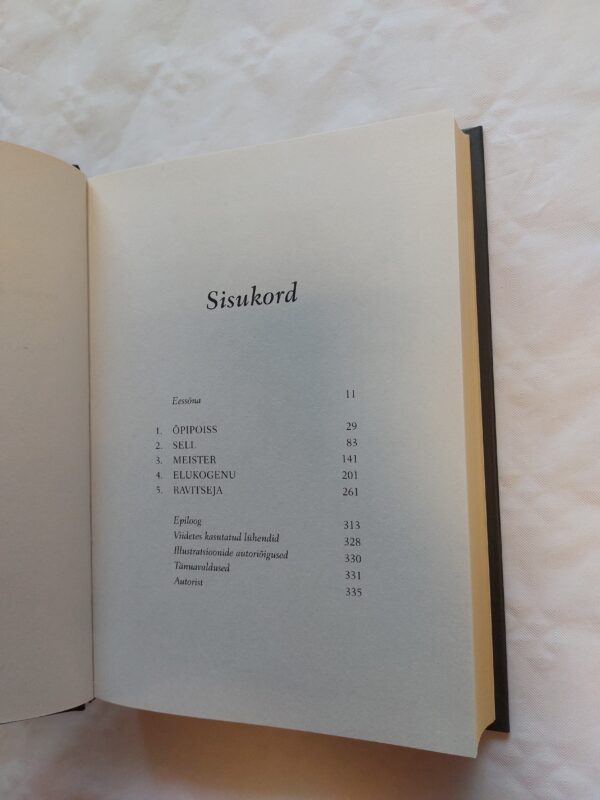 Sisukord
Eessõna 11
1. ÕPIPOISS 29
2. SELL 83
3. MEISTER 141
4. ELUKOGENU 201
5. RAVITSEJA 261
Epiloog 313
Viidetes kasutatud lühendid 328
Illustratsioonide autoriõigused 330
Tänuavaldused 331
Autorist 335